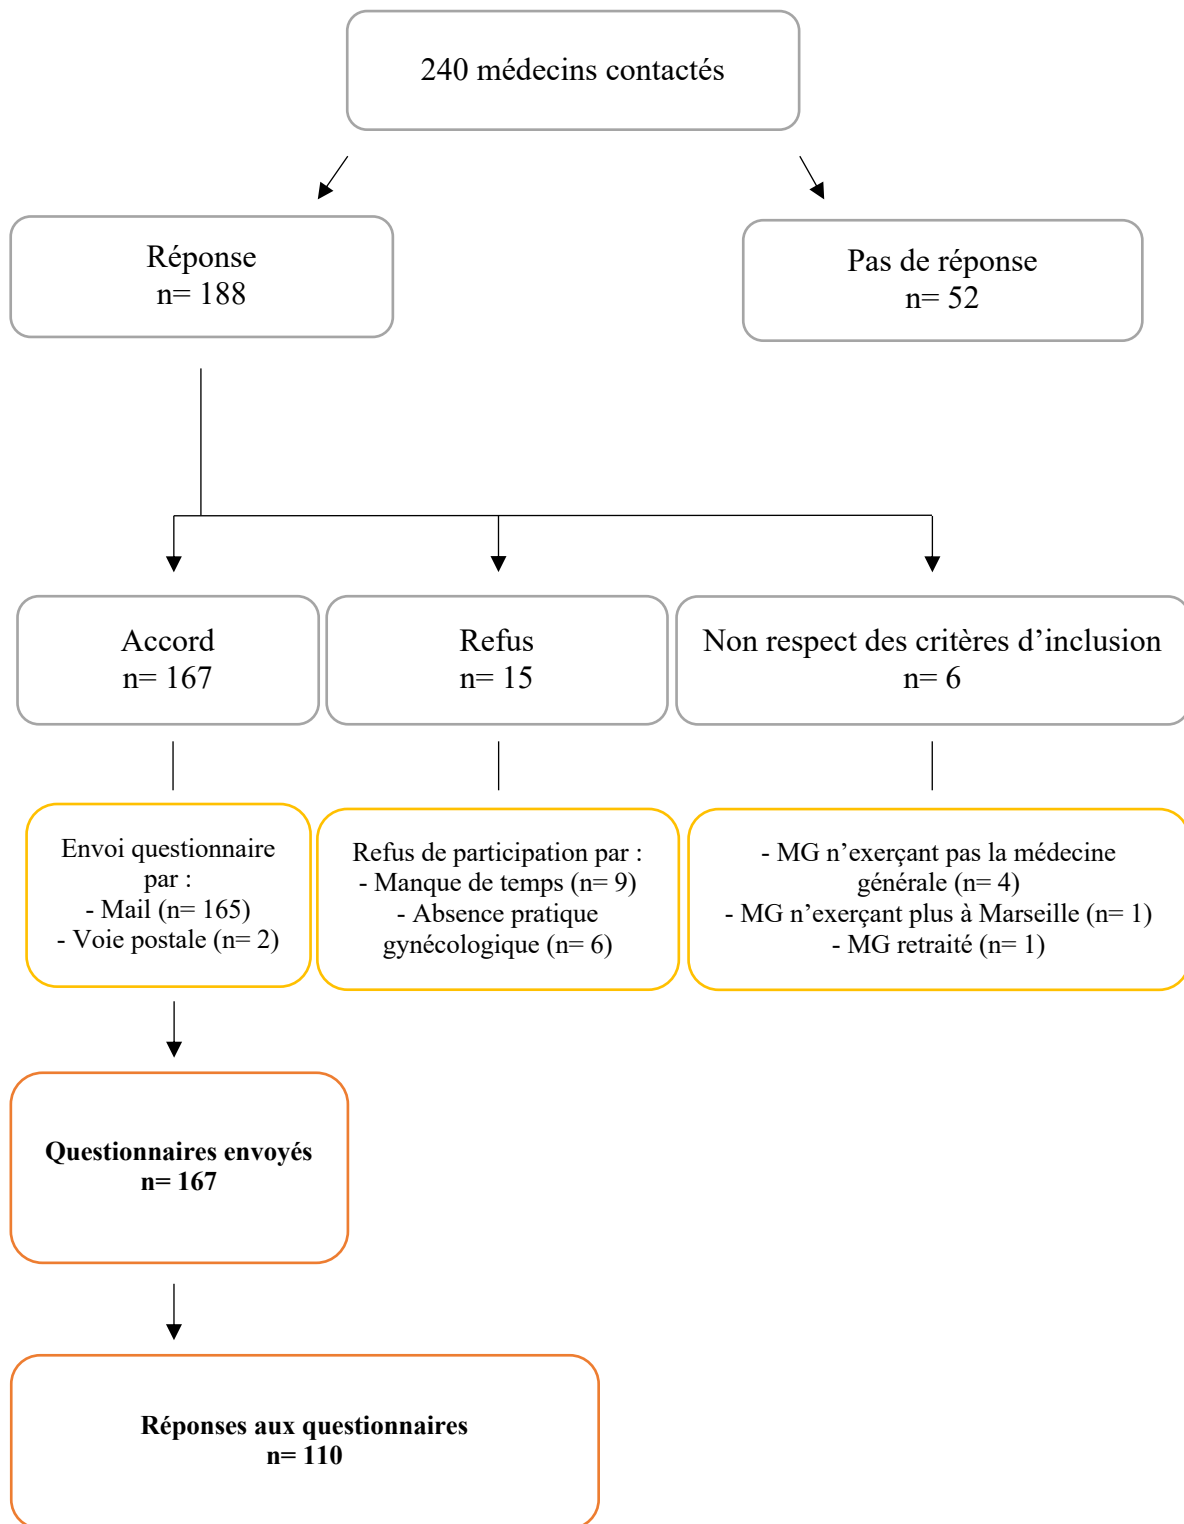 240 médecins contactés
Réponse
n= 188
Pas de réponse
n= 52
Accord
n= 167
Refus
n= 15
Non respect des critères d’inclusion
n= 6
Envoi questionnaire
par :
- Mail (n= 165)
- Voie postale (n= 2)
Refus de participation par :
- Manque de temps (n= 9)
- Absence pratique
gynécologique (n= 6)
- MG n’exerçant pas la médecine
générale (n= 4)
- MG n’exerçant plus à Marseille (n= 1)
- MG retraité (n= 1)
Questionnaires envoyés
n= 167
Réponses aux questionnaires
n= 110